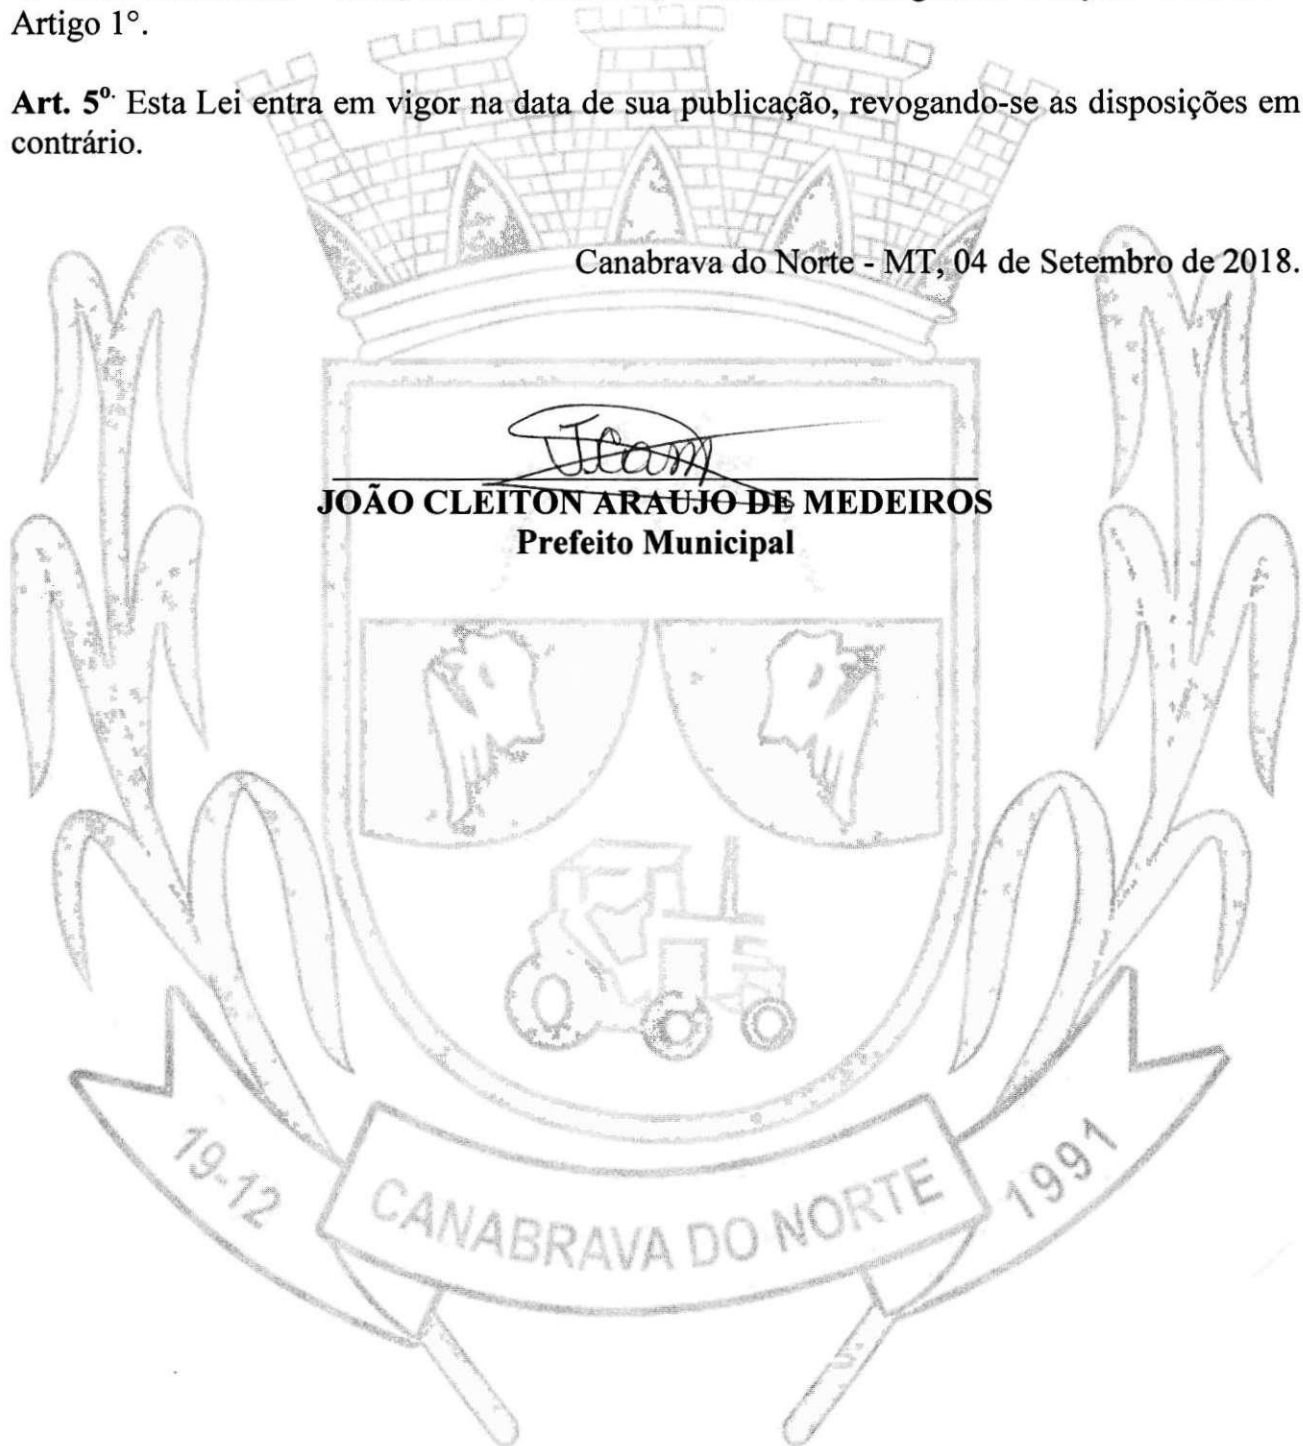 Artigo 1°.
Art. 5º. Esta Lei entra em vigor na data de sua publicação, revogando-se as disposições em
contrário.
Canabrava do Norte - MT, 04 de Setembro de 2018.
JOÃO CLEITON ARAUJO DE MEDEIROS
Prefeito Municipal
19-12
CANABRAVA DO NORTE
1991